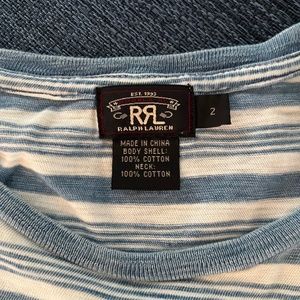 EST. 1993
RRL
RALPH LAUREN
2
MADE IN CHINA
BODY SHELL:
100% COTTON
NECK:
100% COTTON